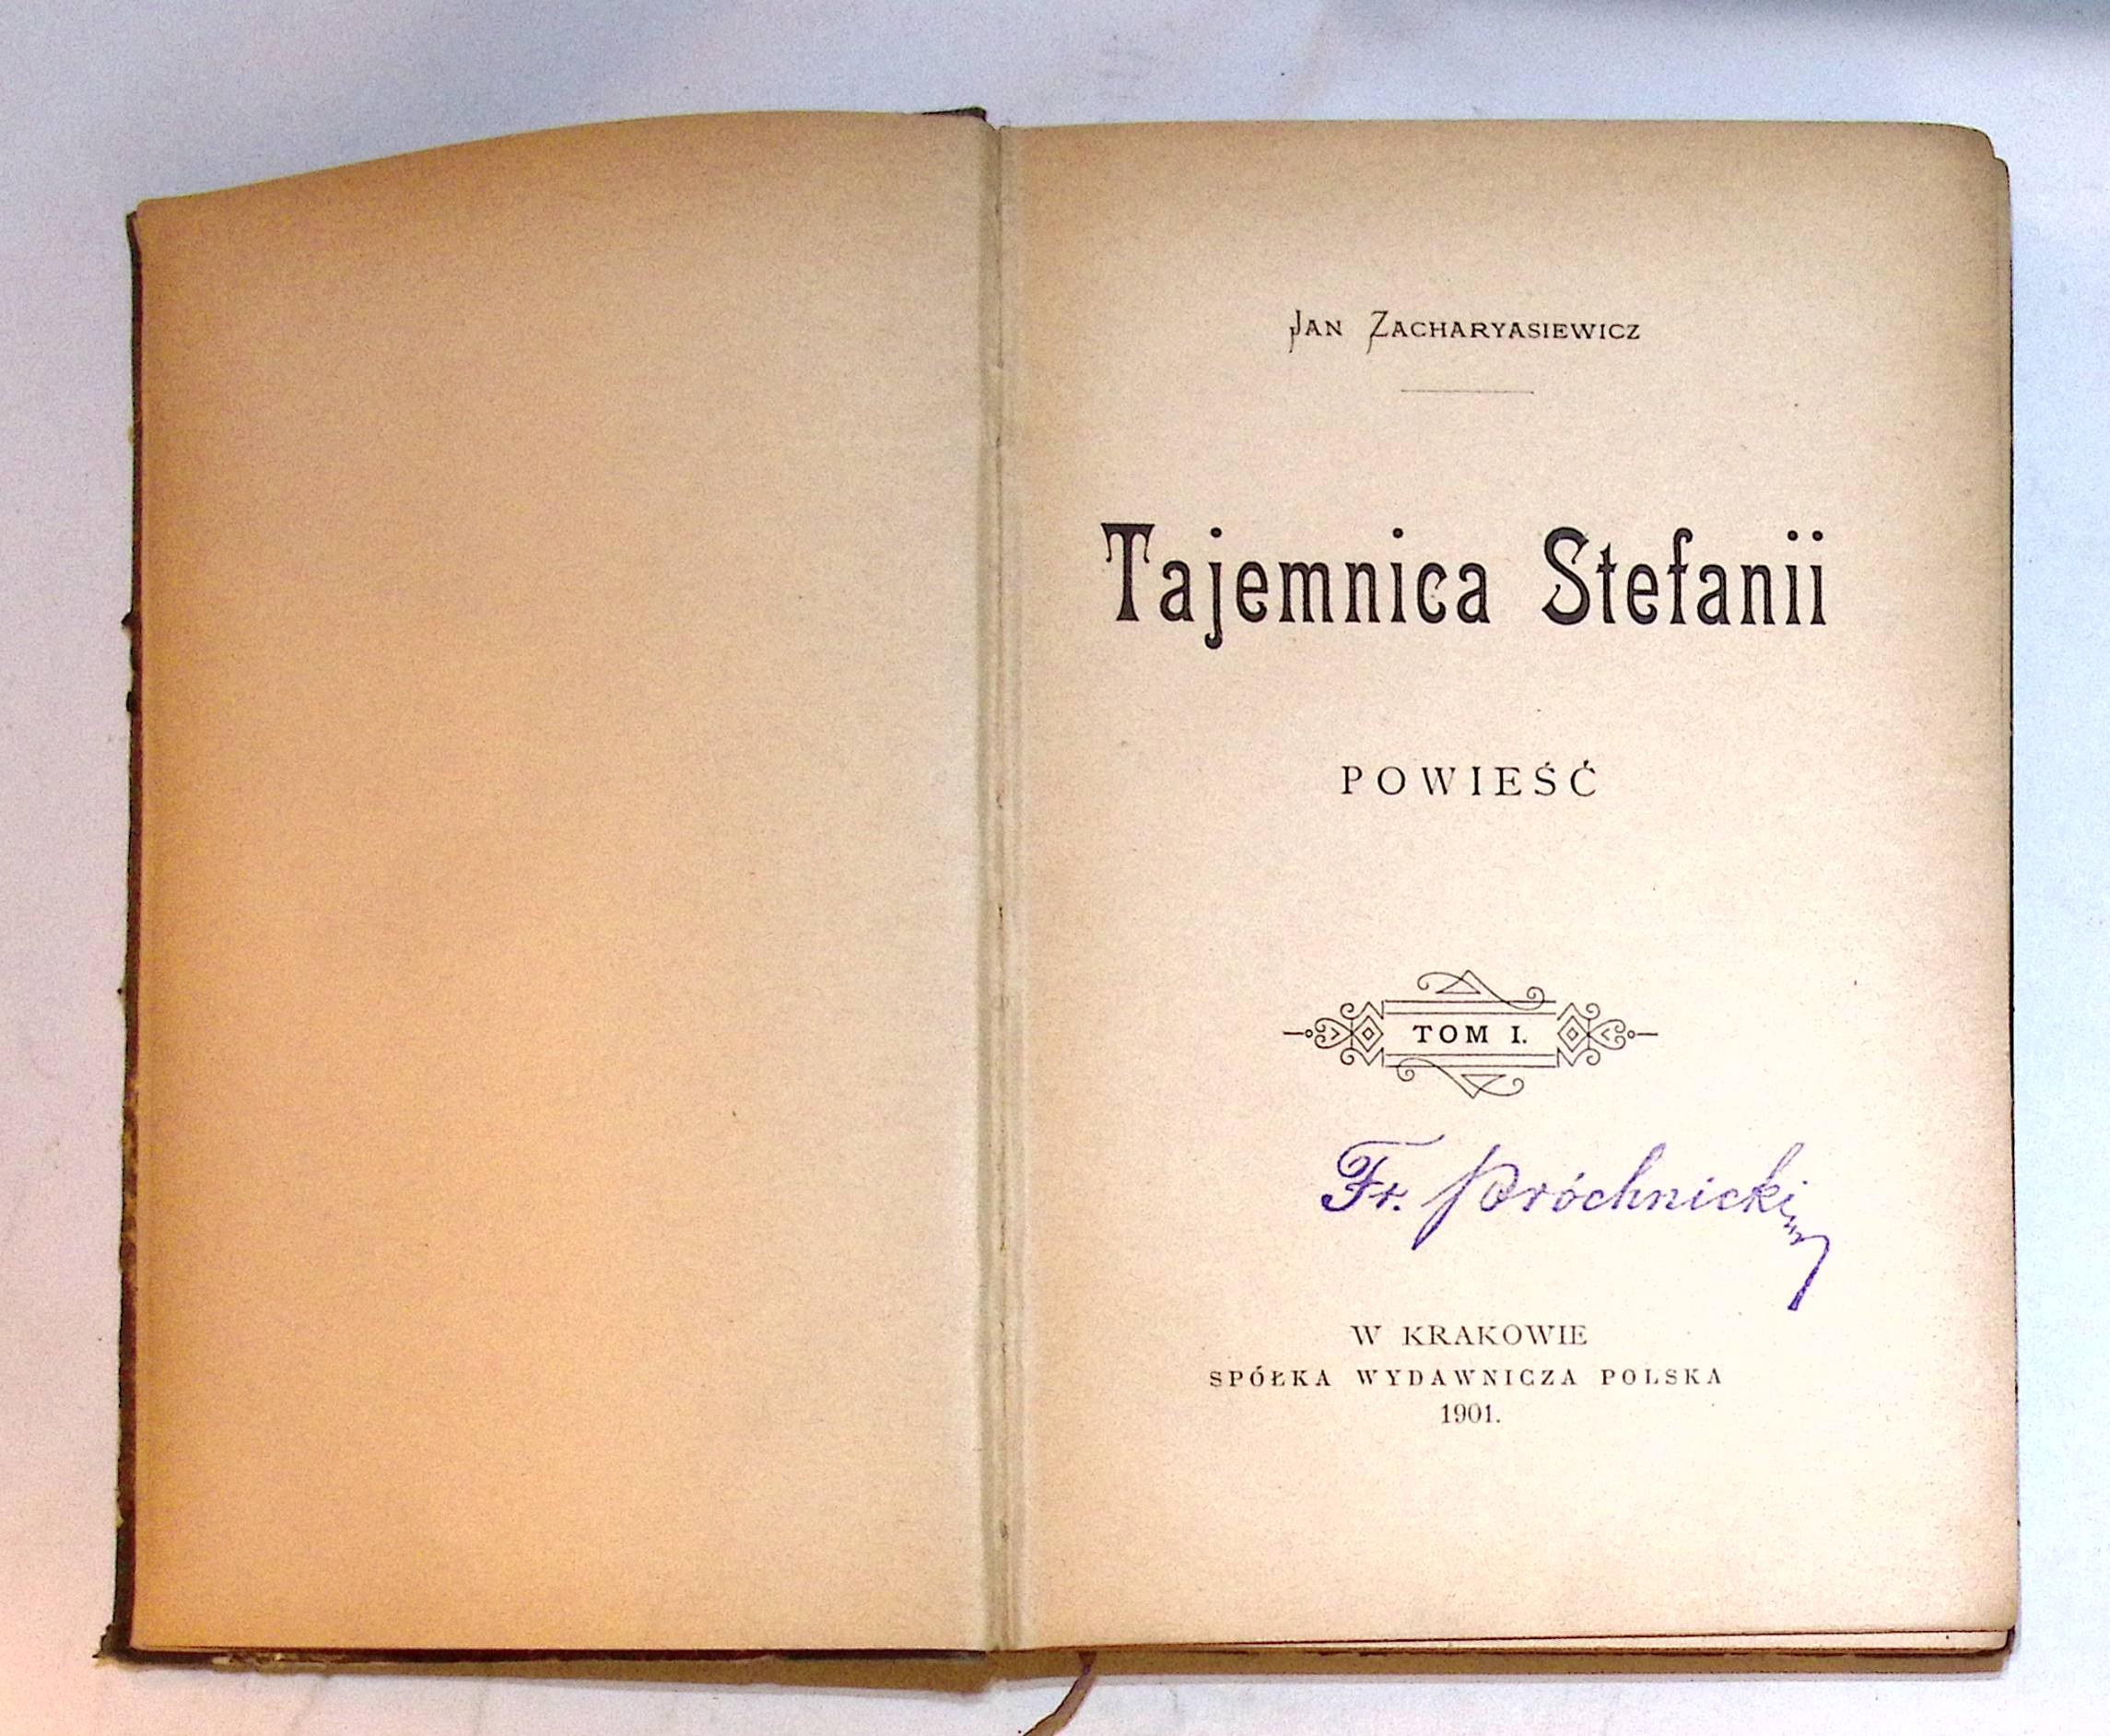 Jan Zacharyasiewicz
Tajemnica Stefanii
POWIEŚĆ
TOM I.
Fr. Próchnicki
W KRAKOWIE
SPÓŁKA WYDAWNICZA POLSKA
1901.